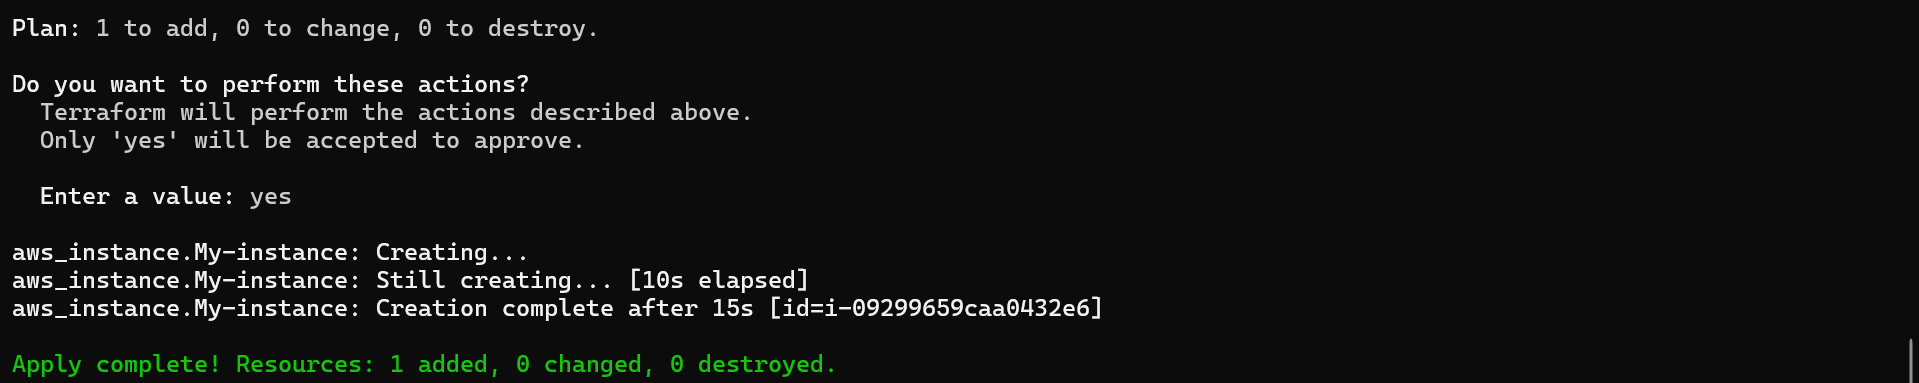 Plan: 1 to add, 0 to change, 0 to destroy.
Do you want to perform these actions?
Terraform will perform the actions described above.
Only 'yes' will be accepted to approve.
Enter a value: yes
aws_instance.My-instance: Creating...
aws_instance.My-instance: Still creating... [10s elapsed]
aws_instance.My-instance: Creation complete after 15s [id=i-09299659caa0432e6]
Apply complete! Resources: 1 added, 0 changed, 0 destroyed.